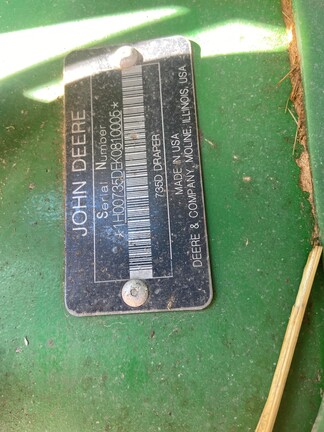 JOHN DEERE
Serial Number
*1H00735DEK0810005*
735D DRAPER
MADE IN USA
DEERE & COMPANY, MOLINE, ILLINOIS, USA